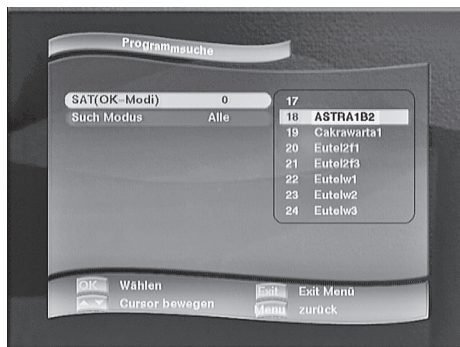 Programmsuche
SAT(OK-Modi) 0
Such Modus Alle
17
18 ASTRA1B2
19 Cakrawarta1
20 Eutel2f1
21 Eutel2f3
22 Eutelw1
23 Eutelw2
24 Eutelw3
OK Wählen
Cursor bewegen
Exit Exit Menü
Menü zurück